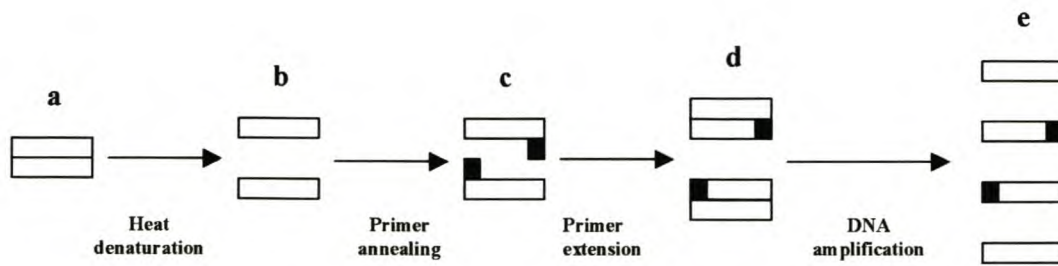 a
b
c
d
e
Heat
denaturation
Primer
annealing
Primer
extension
DNA
amplification